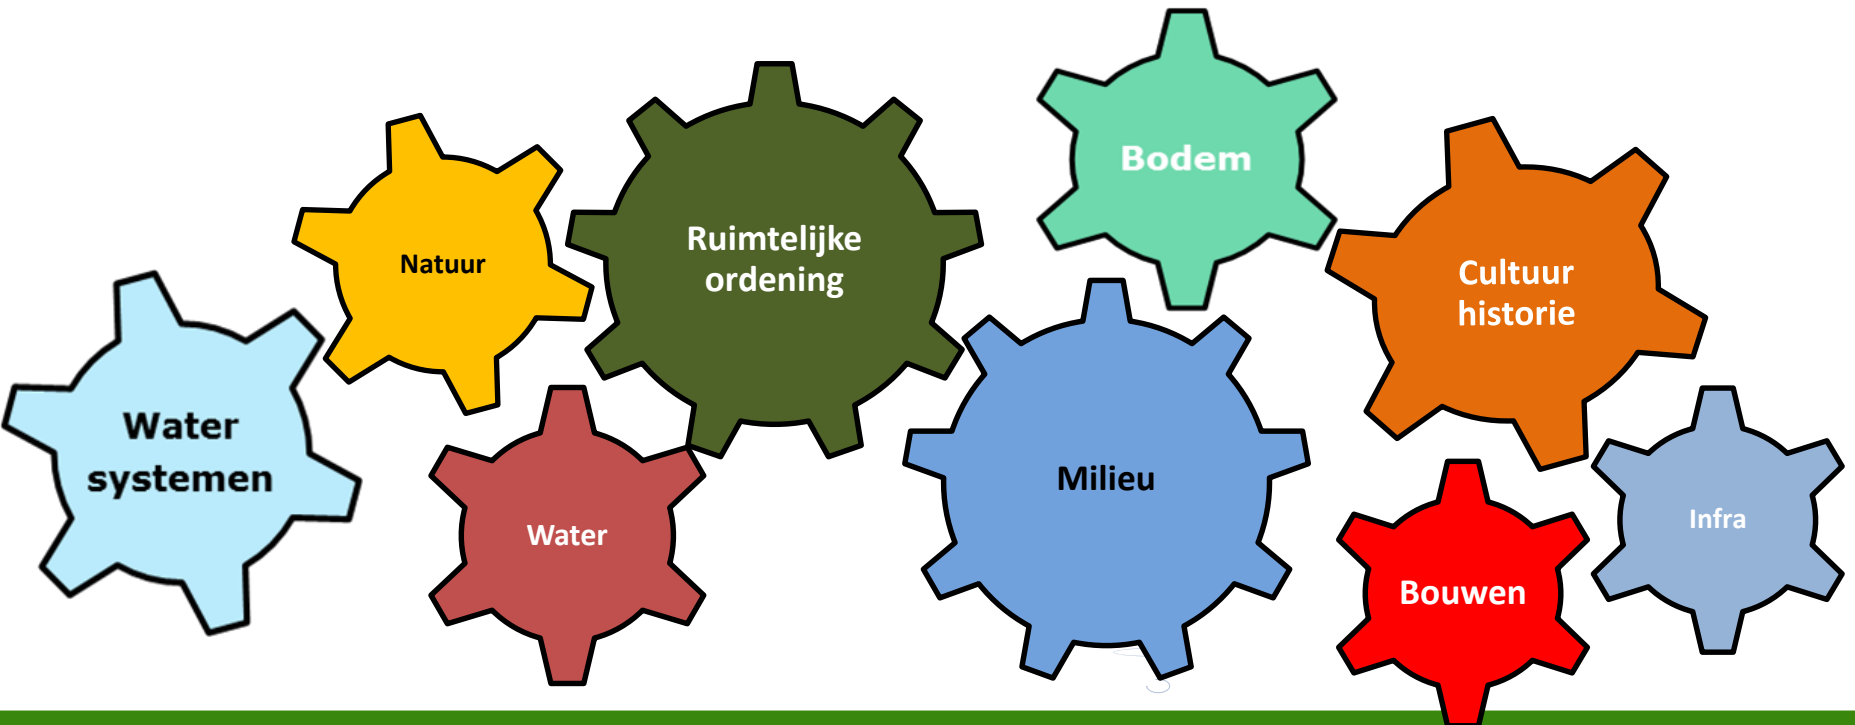 Water
systemen
Natuur
Ruimtelijke
ordening
Water
Bodem
Milieu
Cultuur
historie
Bouwen
Infra